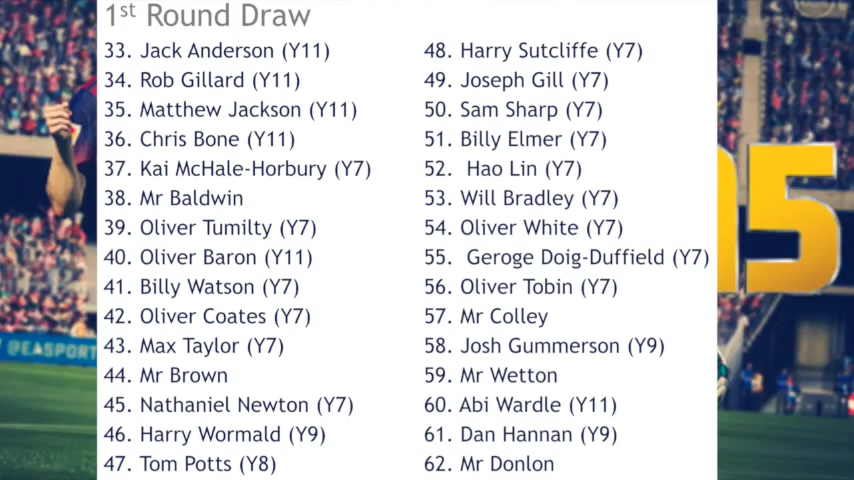 1st Round Draw
33. Jack Anderson (Y11)
34. Rob Gillard (Y11)
35. Matthew Jackson (Y11)
36. Chris Bone (Y11)
37. Kai McHale-Horbury (Y7)
38. Mr Baldwin
39. Oliver Tumilty (Y7)
40. Oliver Baron (Y11)
41. Billy Watson (Y7)
42. Oliver Coates (Y7)
43. Max Taylor (Y7)
44. Mr Brown
45. Nathaniel Newton (Y7)
46. Harry Wormald (Y9)
47. Tom Potts (Y8)
48. Harry Sutcliffe (Y7)
49. Joseph Gill (Y7)
50. Sam Sharp (Y7)
51. Billy Elmer (Y7)
52. Hao Lin (Y7)
53. Will Bradley (Y7)
54. Oliver White (Y7)
55. Geroge Doig-Duffield (Y7)
56. Oliver Tobin (Y7)
57. Mr Colley
58. Josh Gummerson (Y9)
59. Mr Wetton
60. Abi Wardle (Y11)
61. Dan Hannan (Y9)
62. Mr Donlon
@EASPORT
5